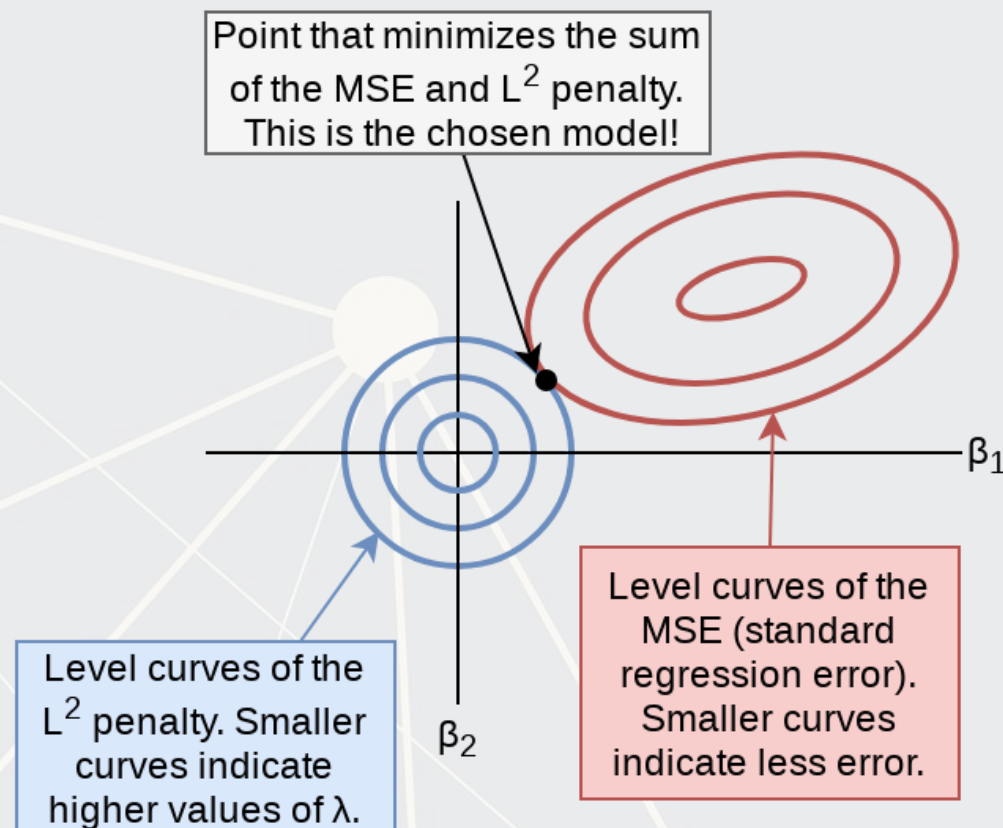 Point that minimizes the sum
of the MSE and L² penalty.
This is the chosen model!
β₁
Level curves of the
MSE (standard
regression error).
Smaller curves
indicate less error.
Level curves of the
L² penalty. Smaller
curves indicate
higher values of λ.
β₂